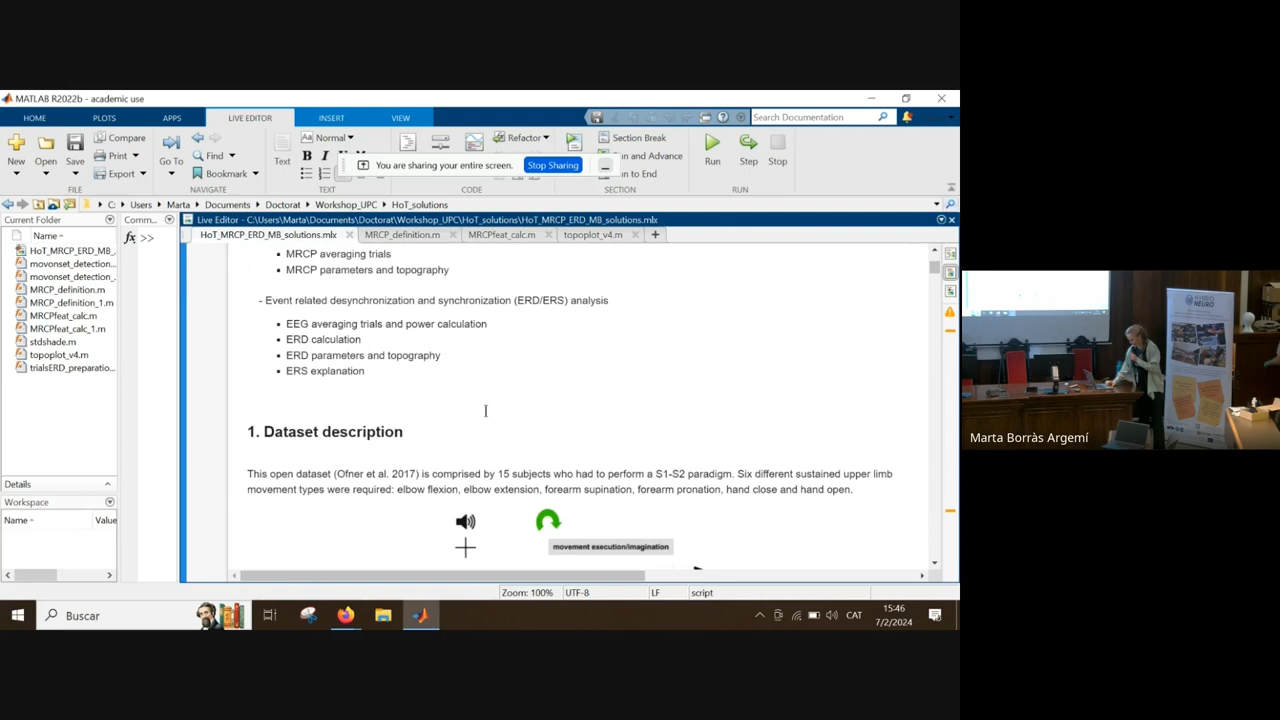 MATLAB R2022b - academic use
HOME
PLOTS
APPS
LIVE EDITOR
INSERT
VIEW
Search Documentation
New
Open
Save
Compare
Print
Export
FILE
Go To
Find
Bookmark
NAVIGATE
Text
Normal
B I U M
TEXT
CODE
Refactor
Section Break
Run and Advance
Run to End
SECTION
Run
Step
Stop
RUN
You are sharing your entire screen.
Stop Sharing
C: Users Marta Documents Doctorat Workshop_UPC HoT_solutions
Current Folder
Comm...
Live Editor - C:\Users\Marta\Documents\Doctorat\Workshop_UPC\HoT_solutions\HoT_MRCP_ERD_MB_solutions.mlx
Name
fx >>
HoT_MRCP_ERD_MB_solutions.mlx
MRCP_definition.m
MRCPfeat_calc.m
topoplot_v4.m
HoT_MRCP_ERD_MB_...
movonset_detection...
movonset_detection_...
MRCP_definition.m
MRCP_definition_1.m
MRCPfeat_calc.m
MRCPfeat_calc_1.m
stdshade.m
topoplot_v4.m
trialsERD_preparatio...
Details
Workspace
Name
Value
MRCP averaging trials
MRCP parameters and topography
- Event related desynchronization and synchronization (ERD/ERS) analysis
EEG averaging trials and power calculation
ERD calculation
ERD parameters and topography
ERS explanation
1. Dataset description
This open dataset (Ofner et al. 2017) is comprised by 15 subjects who had to perform a S1-S2 paradigm. Six different sustained upper limb
movement types were required: elbow flexion, elbow extension, forearm supination, forearm pronation, hand close and hand open.
movement execution/imagination
Zoom: 100%
UTF-8
LF
script
Buscar
CAT
15:46
7/2/2024
HYBRID
NEURO
Marta Borràs Argemí